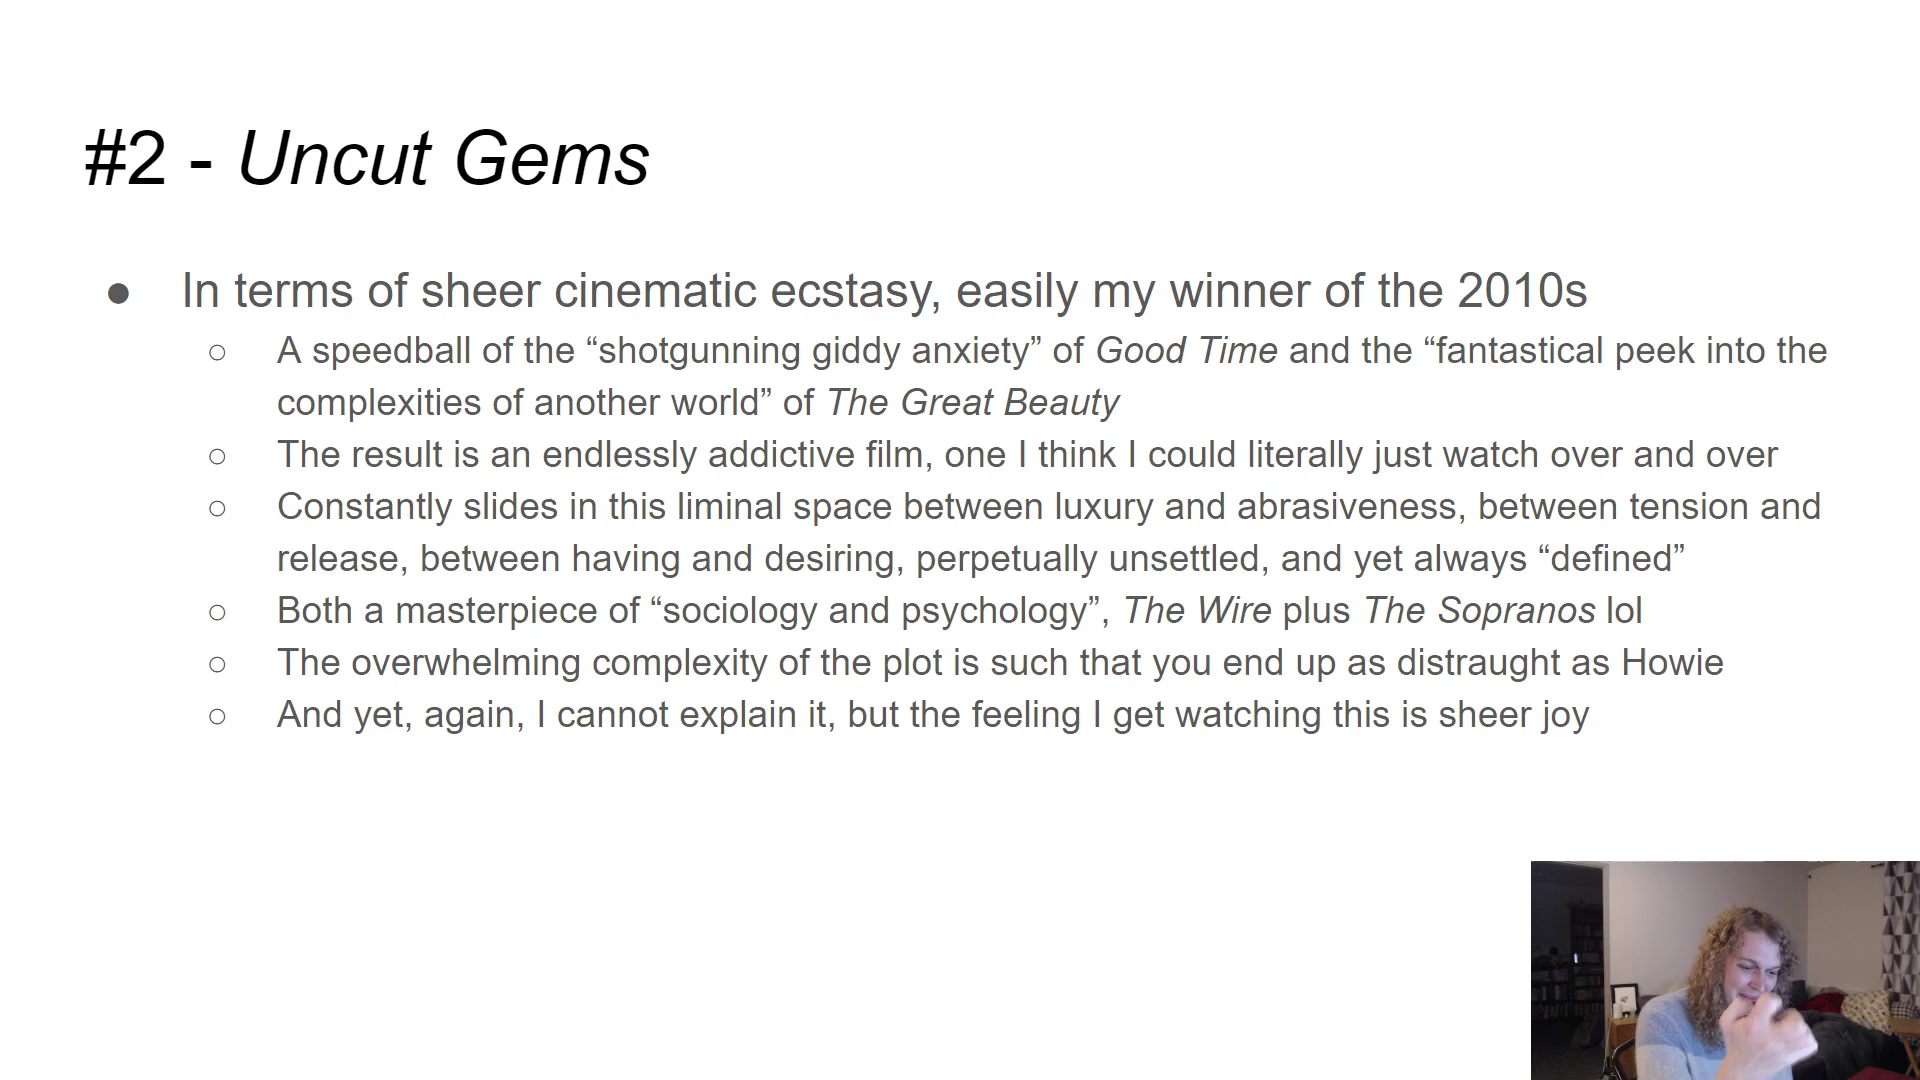 #2 - Uncut Gems
● In terms of sheer cinematic ecstasy, easily my winner of the 2010s
○ A speedball of the “shotgunning giddy anxiety” of Good Time and the “fantastical peek into the
complexities of another world” of The Great Beauty
○ The result is an endlessly addictive film, one I think I could literally just watch over and over
○ Constantly slides in this liminal space between luxury and abrasiveness, between tension and
release, between having and desiring, perpetually unsettled, and yet always “defined”
○ Both a masterpiece of “sociology and psychology”, The Wire plus The Sopranos lol
○ The overwhelming complexity of the plot is such that you end up as distraught as Howie
○ And yet, again, I cannot explain it, but the feeling I get watching this is sheer joy